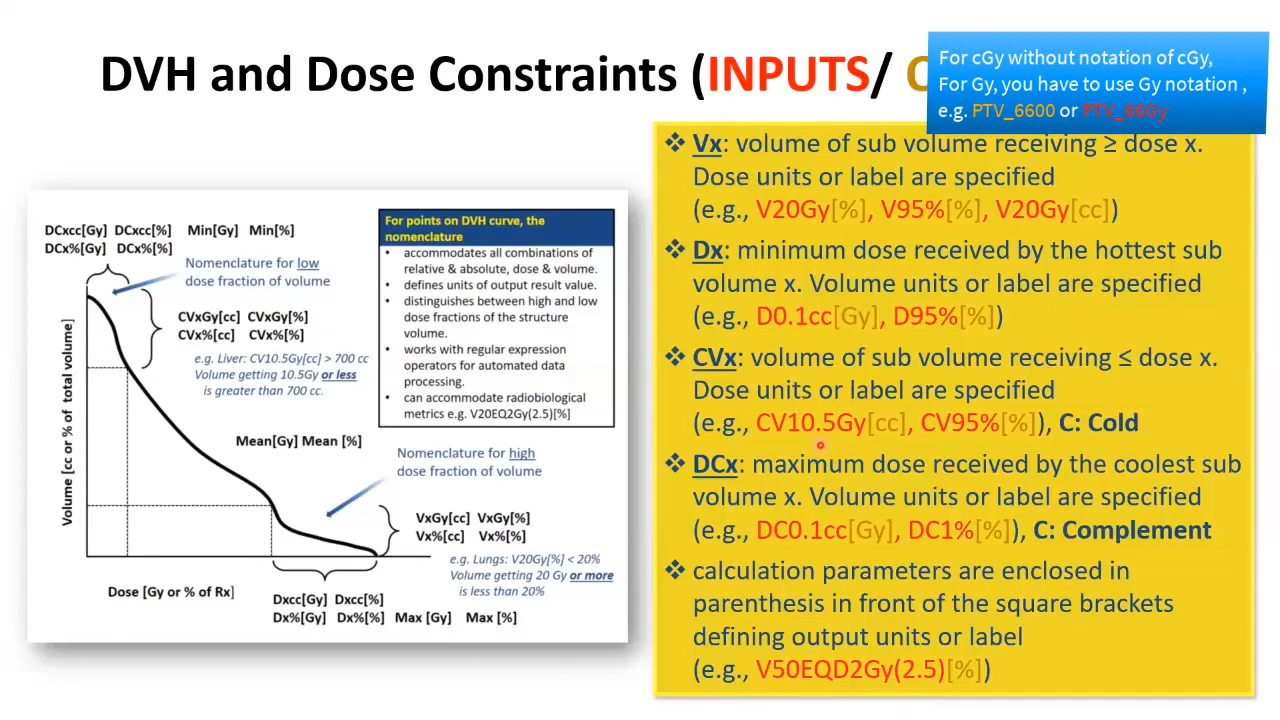 DVH and Dose Constraints (INPUTS/
For cGy without notation of cGy,
For Gy, you have to use Gy notation ,
e.g. PTV_6600 or PTV_66Gy
DCxcc[Gy] DCxcc[%] Min[Gy] Min[%]
DCx%[Gy] DCx%[%]
Nomenclature for low
dose fraction of volume
CVxGy[cc] CVxGy[%]
CVx%[cc] CVx%[%]
e.g. Liver: CV10.5Gy[cc] > 700 cc
Volume getting 10.5Gy or less
is greater than 700 cc.
For points on DVH curve, the
nomenclature
• accommodates all combinations of
relative & absolute, dose & volume.
• defines units of output result value.
• distinguishes between high and low
dose fractions of the structure
volume.
• works with regular expression
operators for automated data
processing.
• can accommodate radiobiological
metrics e.g. V20EQ2Gy(2.5)[%]
Mean[Gy] Mean [%]
Nomenclature for high
dose fraction of volume
VxGy[cc] VxGy[%]
Vx%[cc] Vx%[%]
e.g. Lungs: V20Gy[%] < 20%
Volume getting 20 Gy or more
is less than 20%
Volume [cc or % of total volume]
Dose [Gy or % of Rx]
Dxcc[Gy] Dxcc[%]
Dx%[Gy] Dx%[%] Max [Gy] Max [%]
❖ Vx: volume of sub volume receiving ≥ dose x.
Dose units or label are specified
(e.g., V20Gy[%], V95%[%], V20Gy[cc])
❖ Dx: minimum dose received by the hottest sub
volume x. Volume units or label are specified
(e.g., D0.1cc[Gy], D95%[%])
❖ CVx: volume of sub volume receiving ≤ dose x.
Dose units or label are specified
(e.g., CV10.5Gy[cc], CV95%[%]), C: Cold
❖ DCx: maximum dose received by the coolest sub
volume x. Volume units or label are specified
(e.g., DC0.1cc[Gy], DC1%[%]), C: Complement
❖ calculation parameters are enclosed in
parenthesis in front of the square brackets
defining output units or label
(e.g., V50EQD2Gy(2.5)[%])